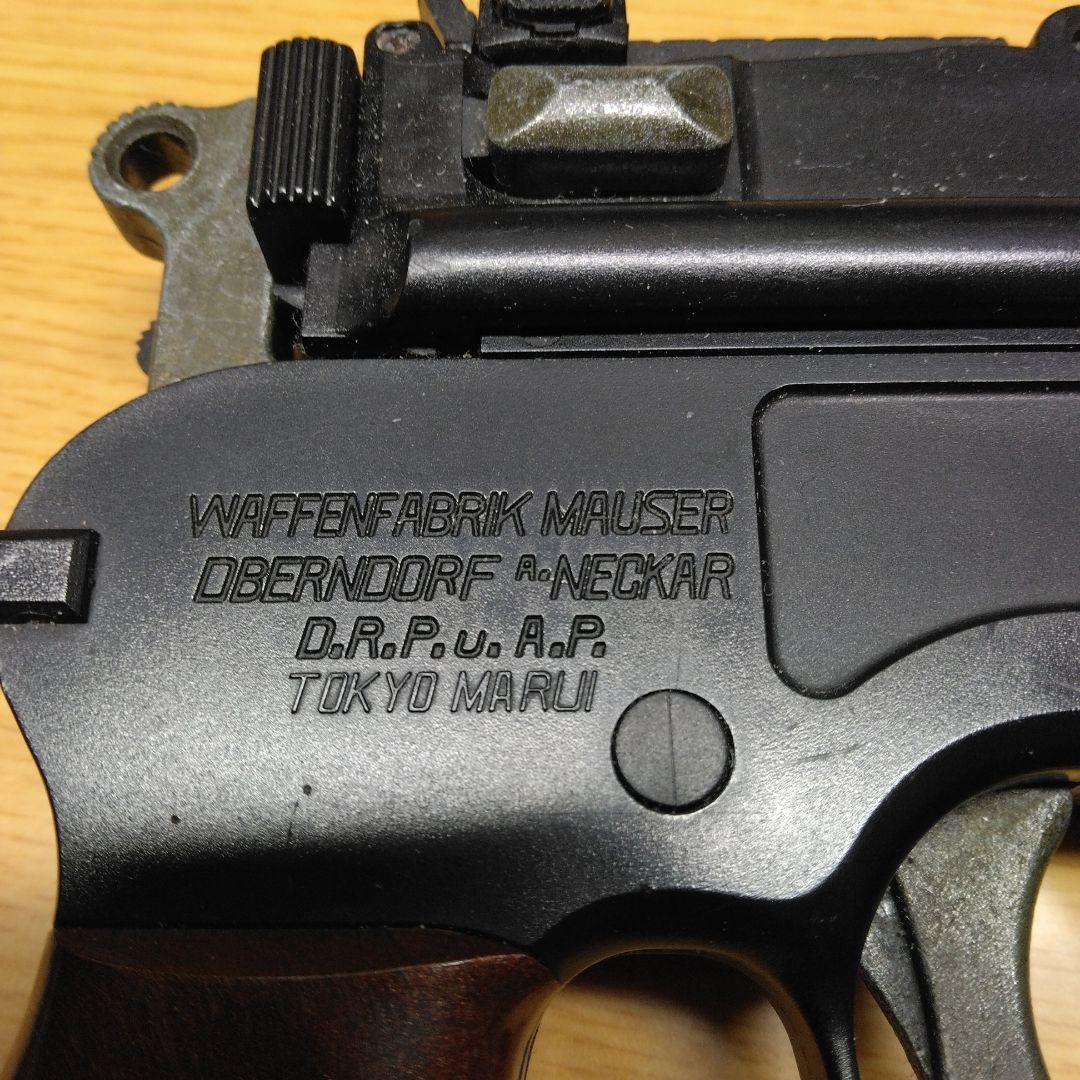 WAFFENFABRIK MAUSER
OBERNDORF A. NECKAR
D.R.P. u. A.P.
TOKYO MARUI